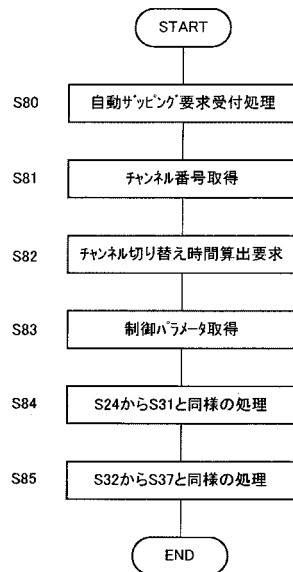 START
S80 自動ザッピング要求受付処理
S81 チャンネル番号取得
S82 チャンネル切り替え時間算出要求
S83 制御パラメータ取得
S84 S24からS31と同様の処理
S85 S32からS37と同様の処理
END